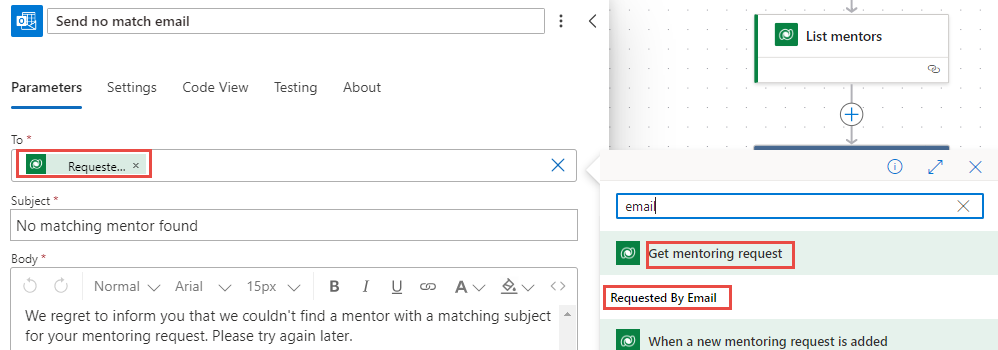 Send no match email
Parameters Settings Code View Testing About
To *
Requeste... ×
Subject *
No matching mentor found
Body *
Normal Arial 15px B I U A <>
We regret to inform you that we couldn't find a mentor with a matching subject
for your mentoring request. Please try again later.
List mentors
email
Get mentoring request
Requested By Email
When a new mentoring request is added